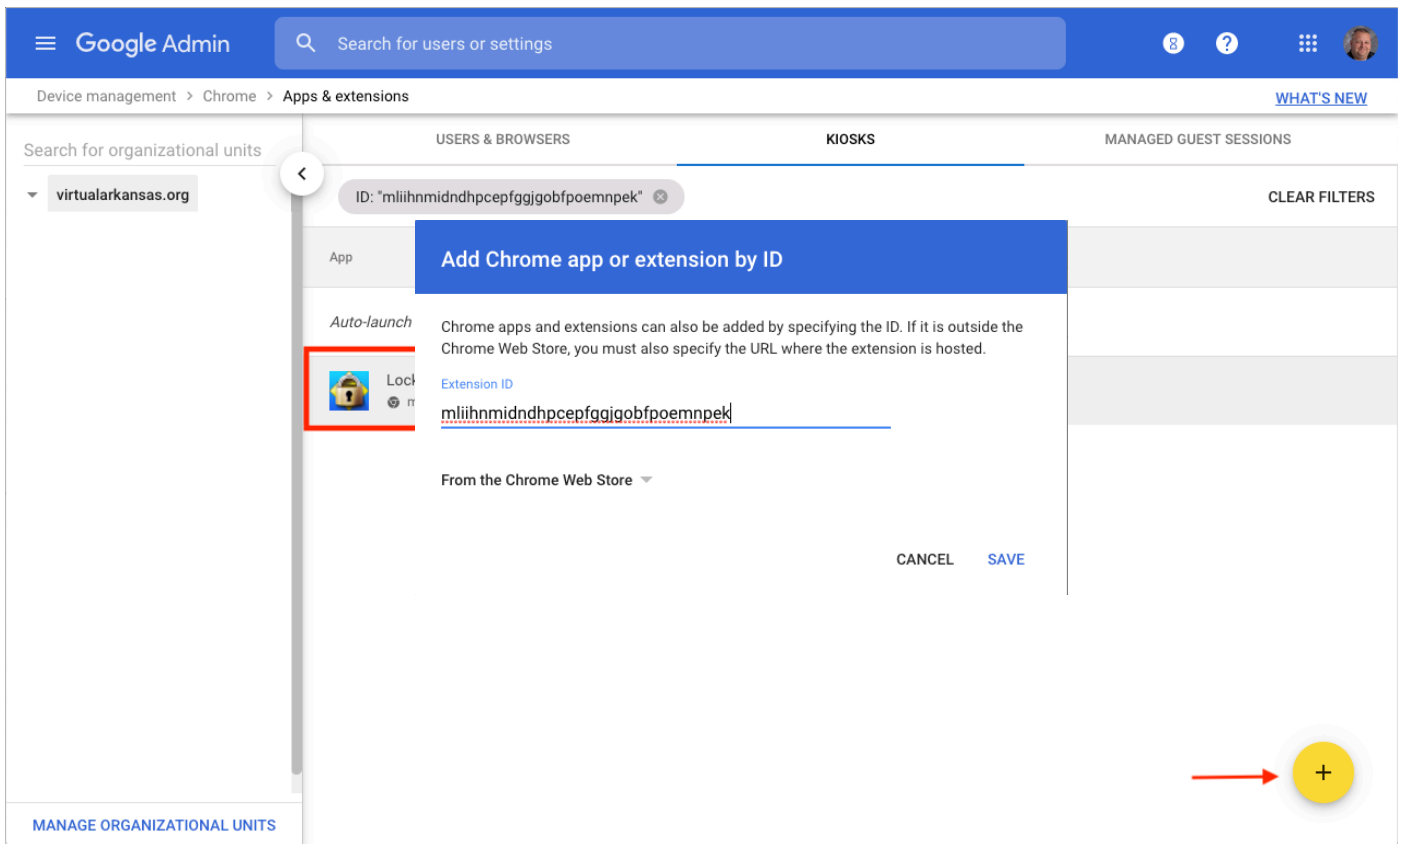 Google Admin
Search for users or settings
8
?
Device management > Chrome > Apps & extensions
WHAT'S NEW
Search for organizational units
USERS & BROWSERS
KIOSKS
MANAGED GUEST SESSIONS
virtualarkansas.org
ID: "mliihnmidndhpcepfggjgobfpoemnpek"
CLEAR FILTERS
App
Add Chrome app or extension by ID
Auto-launch
Chrome apps and extensions can also be added by specifying the ID. If it is outside the
Chrome Web Store, you must also specify the URL where the extension is hosted.
Lock
Extension ID
mliihnmidndhpcepfggjgobfpoemnpek
From the Chrome Web Store
CANCEL
SAVE
+
MANAGE ORGANIZATIONAL UNITS